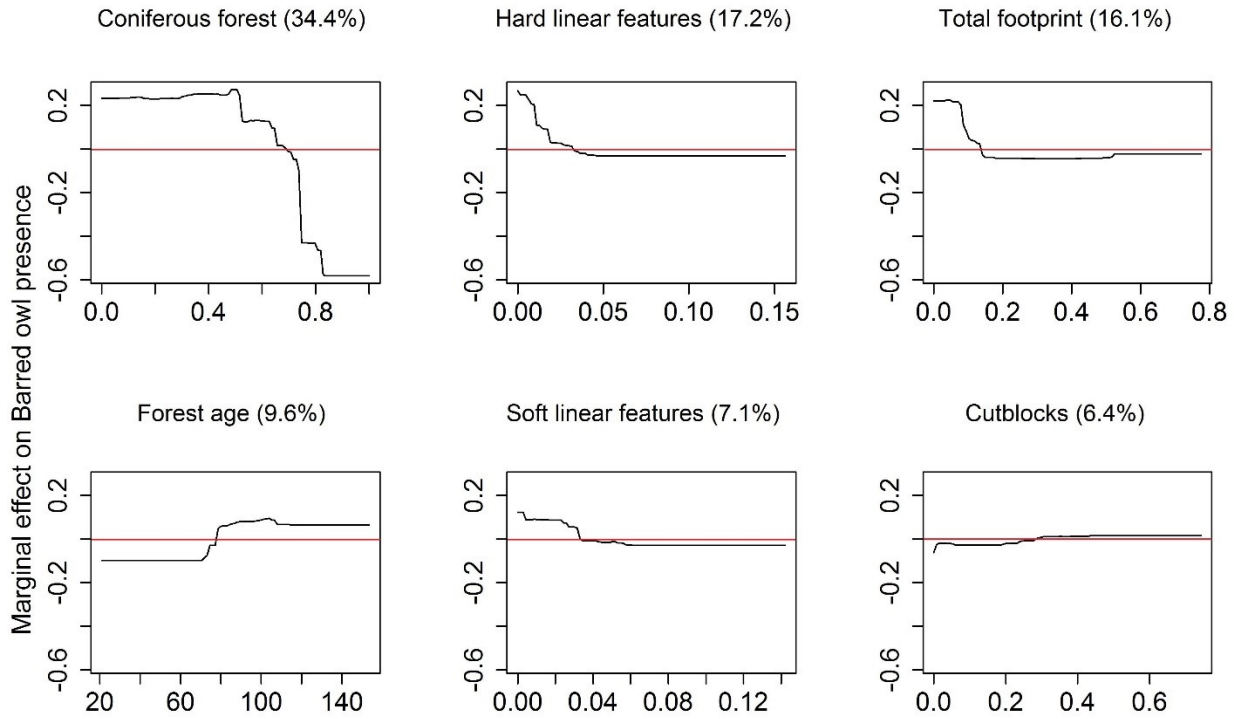 Coniferous forest (34.4%)
Hard linear features (17.2%)
Total footprint (16.1%)
Marginal effect on Barred owl presence
0.2
-0.2
-0.6
0.0 0.4 0.8
0.2
-0.2
-0.6
0.00 0.05 0.10 0.15
0.2
-0.2
-0.6
0.0 0.2 0.4 0.6 0.8
Forest age (9.6%)
Soft linear features (7.1%)
Cutblocks (6.4%)
0.2
-0.2
-0.6
20 60 100 140
0.2
-0.2
-0.6
0.00 0.04 0.08 0.12
0.2
-0.2
-0.6
0.0 0.2 0.4 0.6